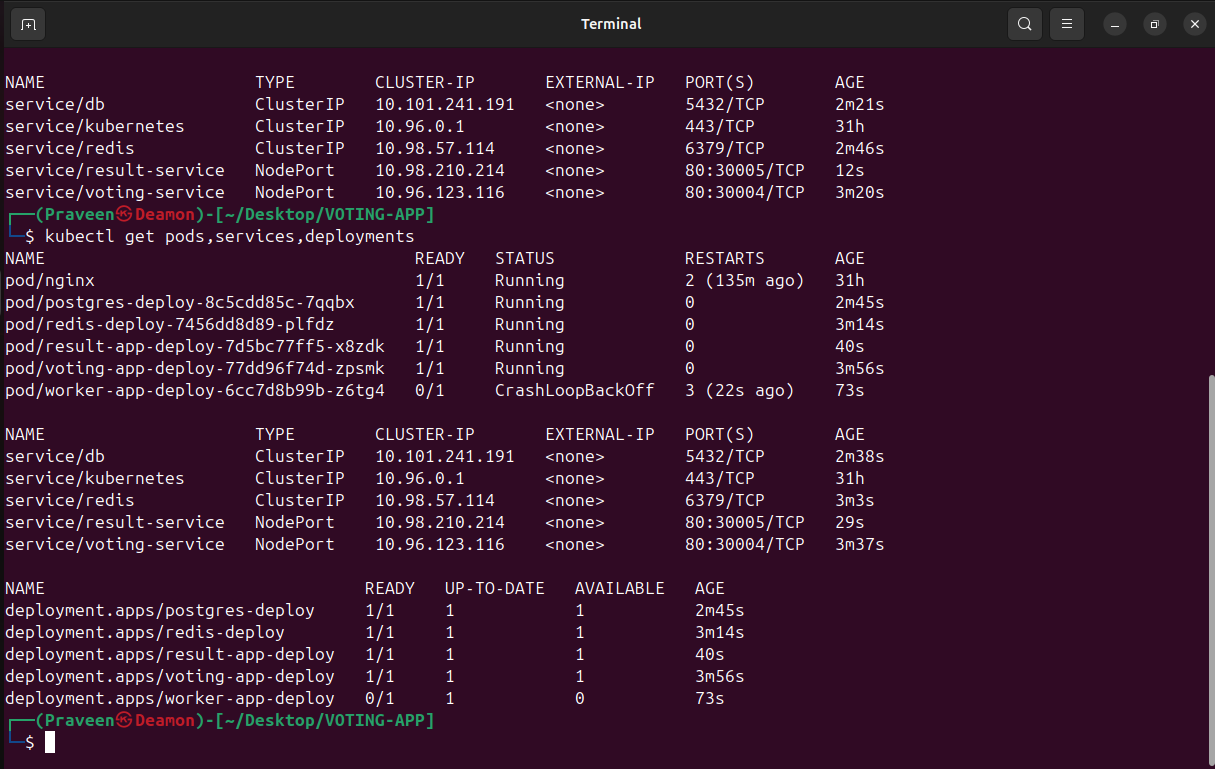 Terminal
NAME TYPE CLUSTER-IP EXTERNAL-IP PORT(S) AGE
service/db ClusterIP 10.101.241.191 <none> 5432/TCP 2m21s
service/kubernetes ClusterIP 10.96.0.1 <none> 443/TCP 31h
service/redis ClusterIP 10.98.57.114 <none> 6379/TCP 2m46s
service/result-service NodePort 10.98.210.214 <none> 80:30005/TCP 12s
service/voting-service NodePort 10.96.123.116 <none> 80:30004/TCP 3m20s
┌──(Praveen㉿Deamon)-[~/Desktop/VOTING-APP]
└─$ kubectl get pods,services,deployments
NAME READY STATUS RESTARTS AGE
pod/nginx 1/1 Running 2 (135m ago) 31h
pod/postgres-deploy-8c5cdd85c-7qqbx 1/1 Running 0 2m45s
pod/redis-deploy-7456dd8d89-plfdz 1/1 Running 0 3m14s
pod/result-app-deploy-7d5bc77ff5-x8zdk 1/1 Running 0 40s
pod/voting-app-deploy-77dd96f74d-zpsmk 1/1 Running 0 3m56s
pod/worker-app-deploy-6cc7d8b99b-z6tg4 0/1 CrashLoopBackOff 3 (22s ago) 73s
NAME TYPE CLUSTER-IP EXTERNAL-IP PORT(S) AGE
service/db ClusterIP 10.101.241.191 <none> 5432/TCP 2m38s
service/kubernetes ClusterIP 10.96.0.1 <none> 443/TCP 31h
service/redis ClusterIP 10.98.57.114 <none> 6379/TCP 3m3s
service/result-service NodePort 10.98.210.214 <none> 80:30005/TCP 29s
service/voting-service NodePort 10.96.123.116 <none> 80:30004/TCP 3m37s
NAME READY UP-TO-DATE AVAILABLE AGE
deployment.apps/postgres-deploy 1/1 1 1 2m45s
deployment.apps/redis-deploy 1/1 1 1 3m14s
deployment.apps/result-app-deploy 1/1 1 1 40s
deployment.apps/voting-app-deploy 1/1 1 1 3m56s
deployment.apps/worker-app-deploy 0/1 1 0 73s
┌──(Praveen㉿Deamon)-[~/Desktop/VOTING-APP]
└─$